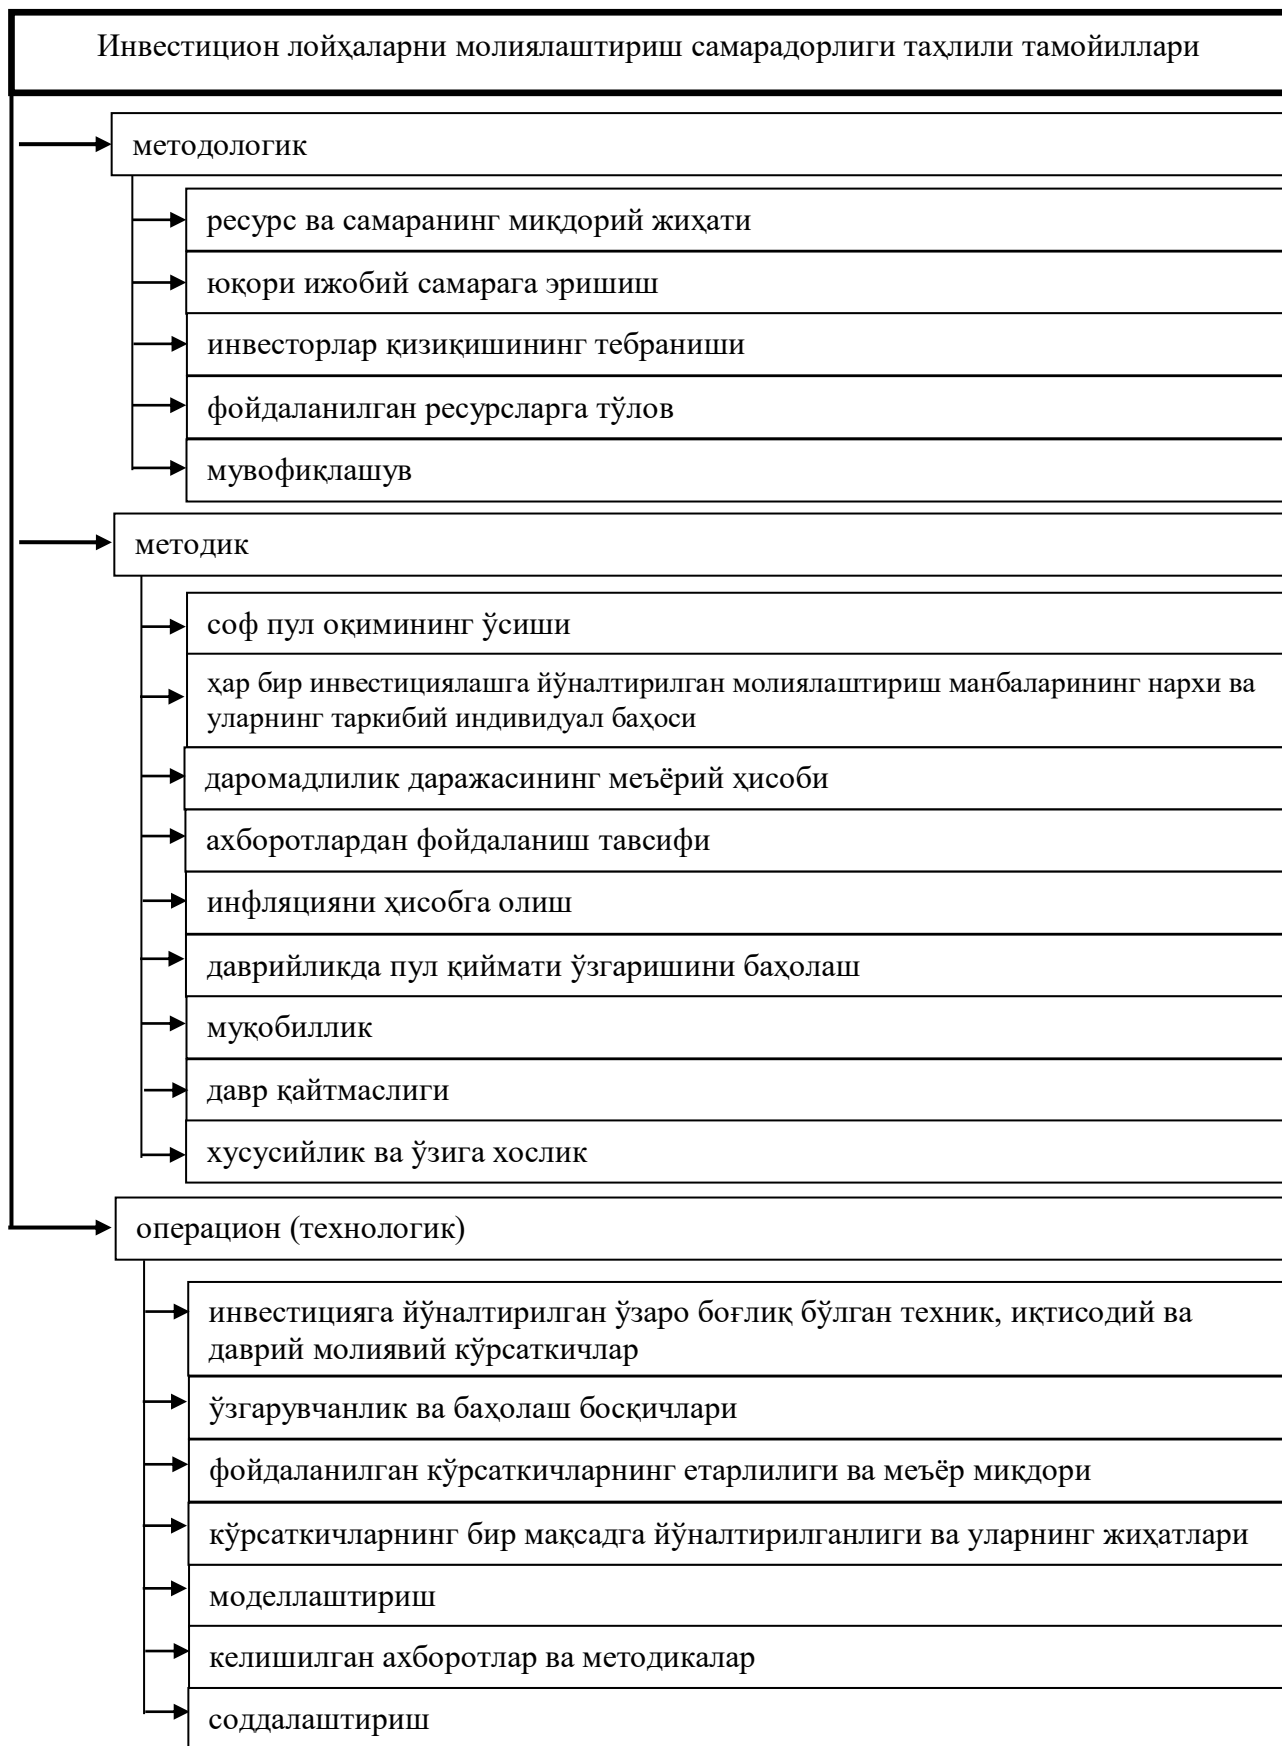 Инвестицион лойҳаларни молиялаштириш самарадорлиги таҳлили тамойиллари
методологик
ресурс ва самаранинг миқдорий жиҳати
юқори ижобий самарага эришиш
инвесторлар қизиқишининг тебраниши
фойдаланилган ресурсларга тўлов
мувофиқлашув
методик
соф пул оқимининг ўсиши
ҳар бир инвестициялашга йўналтирилган молиялаштириш манбаларининг нархи ва
уларнинг таркибий индивидуал баҳоси
даромадлилик даражасининг меъёрий ҳисоби
ахборотлардан фойдаланиш тавсифи
инфляцияни ҳисобга олиш
даврийликда пул қиймати ўзгаришини баҳолаш
муқобиллик
давр қайтмаслиги
хусусийлик ва ўзига хослик
операцион (технологик)
инвестицияга йўналтирилган ўзаро боғлиқ бўлган техник, иқтисодий ва
даврий молиявий кўрсаткичлар
ўзгарувчанлик ва баҳолаш босқичлари
фойдаланилган кўрсаткичларнинг етарлилиги ва меъёр миқдори
кўрсаткичларнинг бир мақсадга йўналтирилганлиги ва уларнинг жиҳатлари
моделлаштириш
келишилган ахборотлар ва методикалар
соддалаштириш